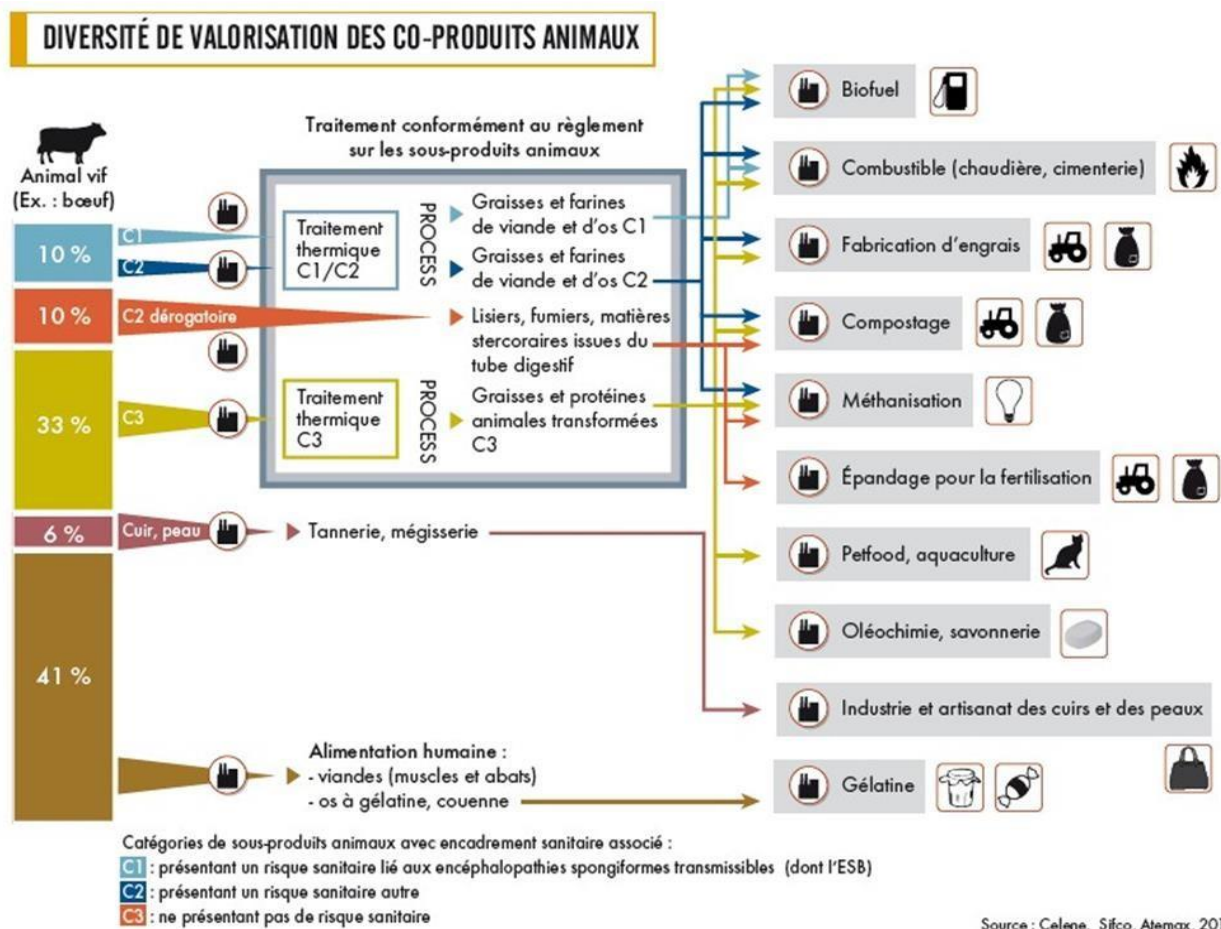 DIVERSITÉ DE VALORISATION DES CO-PRODUITS ANIMAUX
Animal vif
(Ex. : bœuf)
10 %
10 %
33 %
6 %
41 %
C1
C2
C2 dérogatoire
C3
Cuir, peau
Traitement conformément au règlement
sur les sous-produits animaux
Traitement
thermique
C1/C2
PROCESS
Graisses et farines
de viande et d'os C1
Graisses et farines
de viande et d'os C2
Lisiers, fumiers, matières
stercoraires issues du
tube digestif
Traitement
thermique
C3
PROCESS
Graisses et protéines
animales transformées
C3
Tannerie, mégisserie
Alimentation humaine :
- viandes (muscles et abats)
- os à gélatine, couenne
Biofuel
Combustible (chaudière, cimenterie)
Fabrication d'engrais
Compostage
Méthanisation
Épandage pour la fertilisation
Petfood, aquaculture
Oléochimie, savonnerie
Industrie et artisanat des cuirs et des peaux
Gélatine
Catégories de sous-produits animaux avec encadrement sanitaire associé :
C1 : présentant un risque sanitaire lié aux encéphalopathies spongiformes transmissibles (dont l'ESB)
C2 : présentant un risque sanitaire autre
C3 : ne présentant pas de risque sanitaire
Source : Celene, Sifco, Atemax,